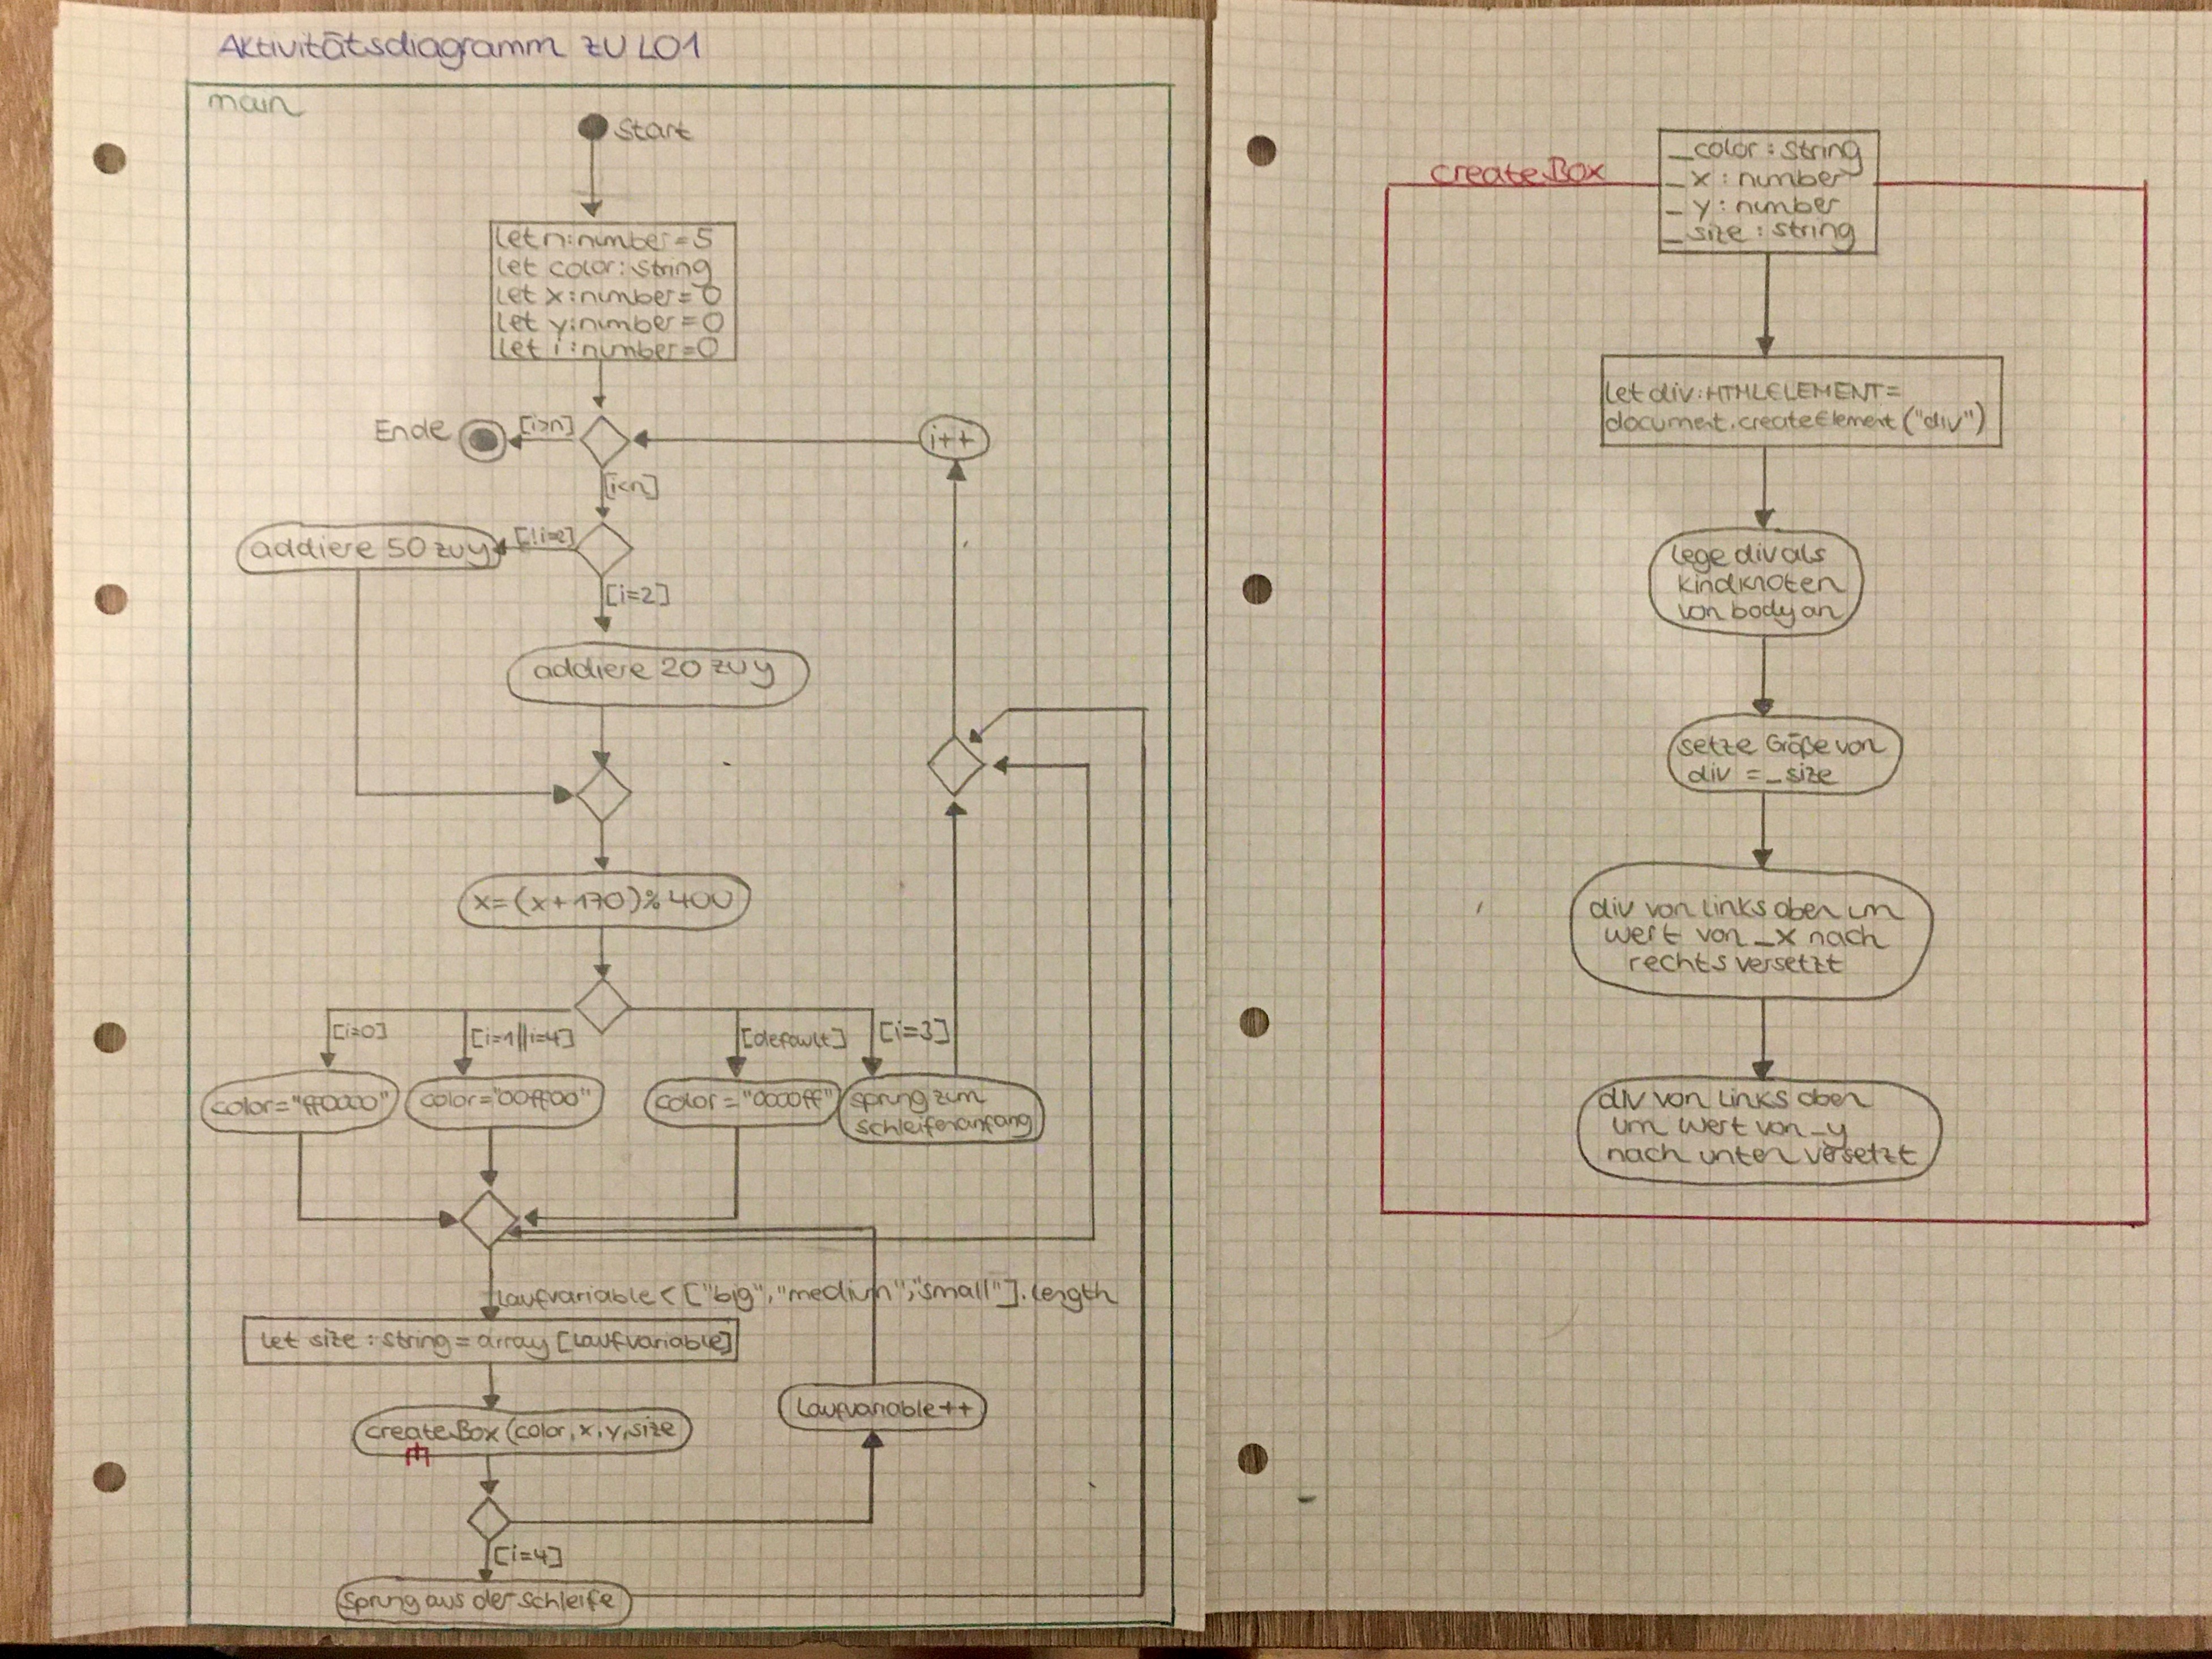 Aktivitätsdiagramm zu L01
main
Start
let n:number=5
let color:string
let x:number=0
let y:number=0
let i:number=0
Ende
[i>n]
i++
[i<n]
addiere 50 zu y
[!i=2]
[i=2]
addiere 20 zu y
x=(x+170)%400
[i=0]
[i=1||i=4]
[default]
[i=3]
color="ff0000"
color="00ff00"
color="0000ff"
sprung zum
schleifenanfang
Laufvariable<["big","medium","small"].length
let size:string=array[Laufvariable]
createBox(color,x,y,size
Laufvariable++
[i=4]
Sprung aus der Schleife
createBox
_color:string
_x:number
_y:number
_size:string
let div:HTMLELEMENT=
document.createElement("div")
lege div als
kindknoten
von body an
setze Größe von
div =_size
div von links oben um
wert von _x nach
rechts versetzt
div von links oben
um wert von _y
nach unten versetzt